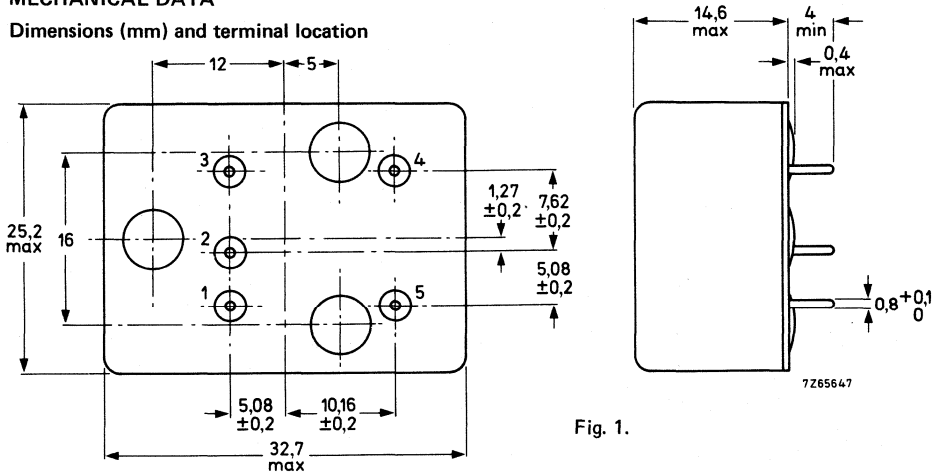 MECHANICAL DATA
Dimensions (mm) and terminal location
12
5
14,6
max
4
min
0,4
max
3
4
25,2
max
16
2
1,27
±0,2
7,62
±0,2
1
5
5,08
±0,2
0,8 +0,1
0
7Z65647
5,08
±0,2
10,16
±0,2
32,7
max
Fig. 1.